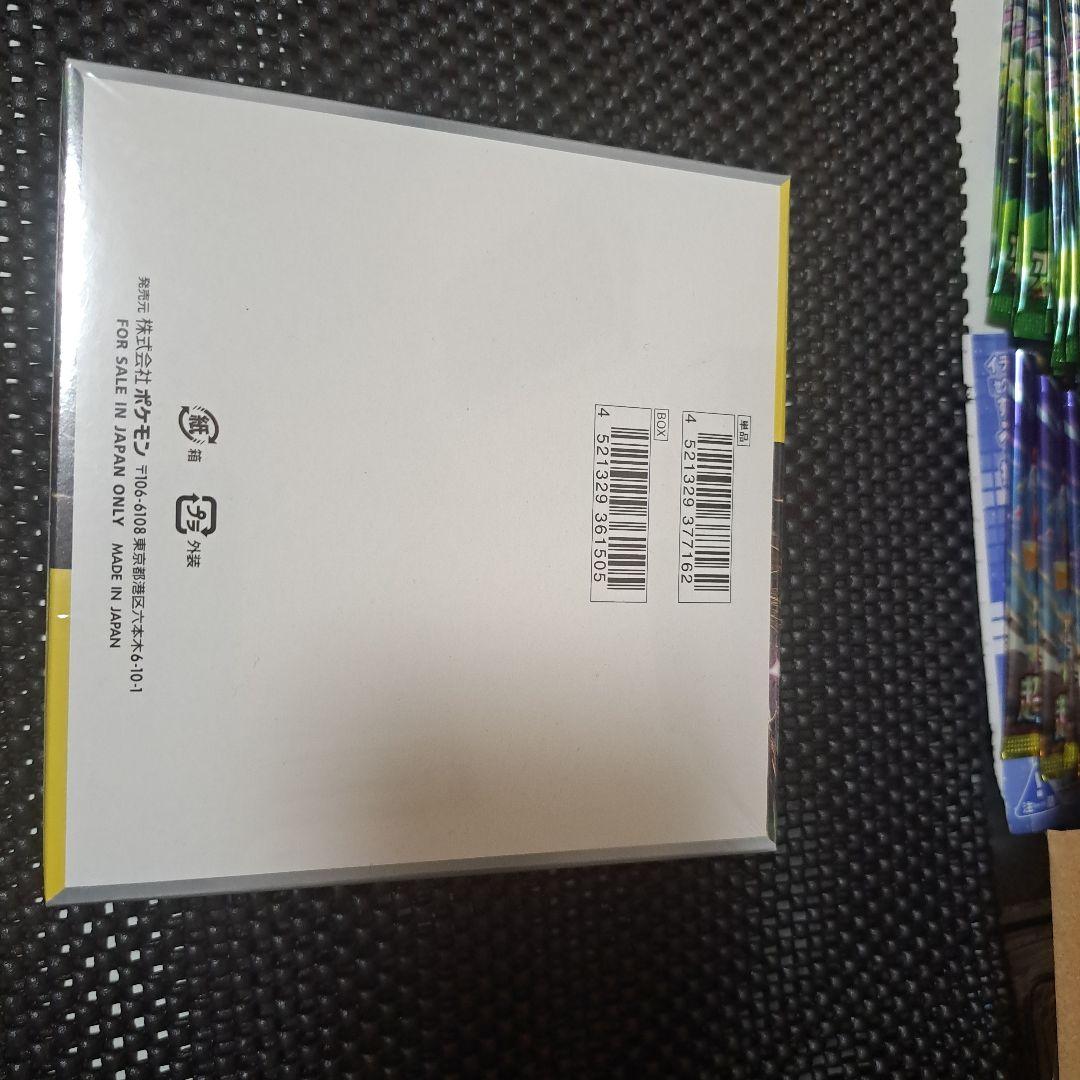 単品
4 521329 377162
BOX
4 521329 361505
紙 箱
プラ 外装
発売元 株式会社ポケモン 〒106-6108 東京都港区六本木6-10-1
FOR SALE IN JAPAN ONLY MADE IN JAPAN